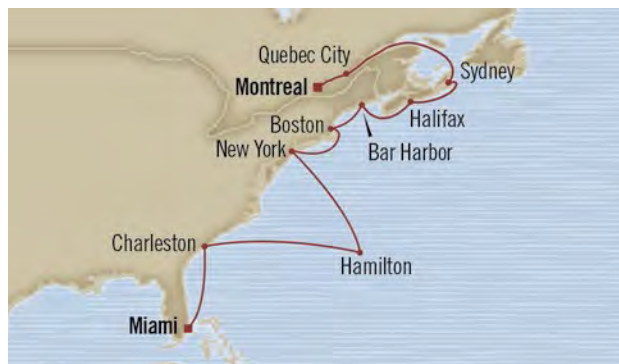 Quebec City
Montreal
Sydney
Boston
Halifax
New York
Bar Harbor
Charleston
Hamilton
Miami